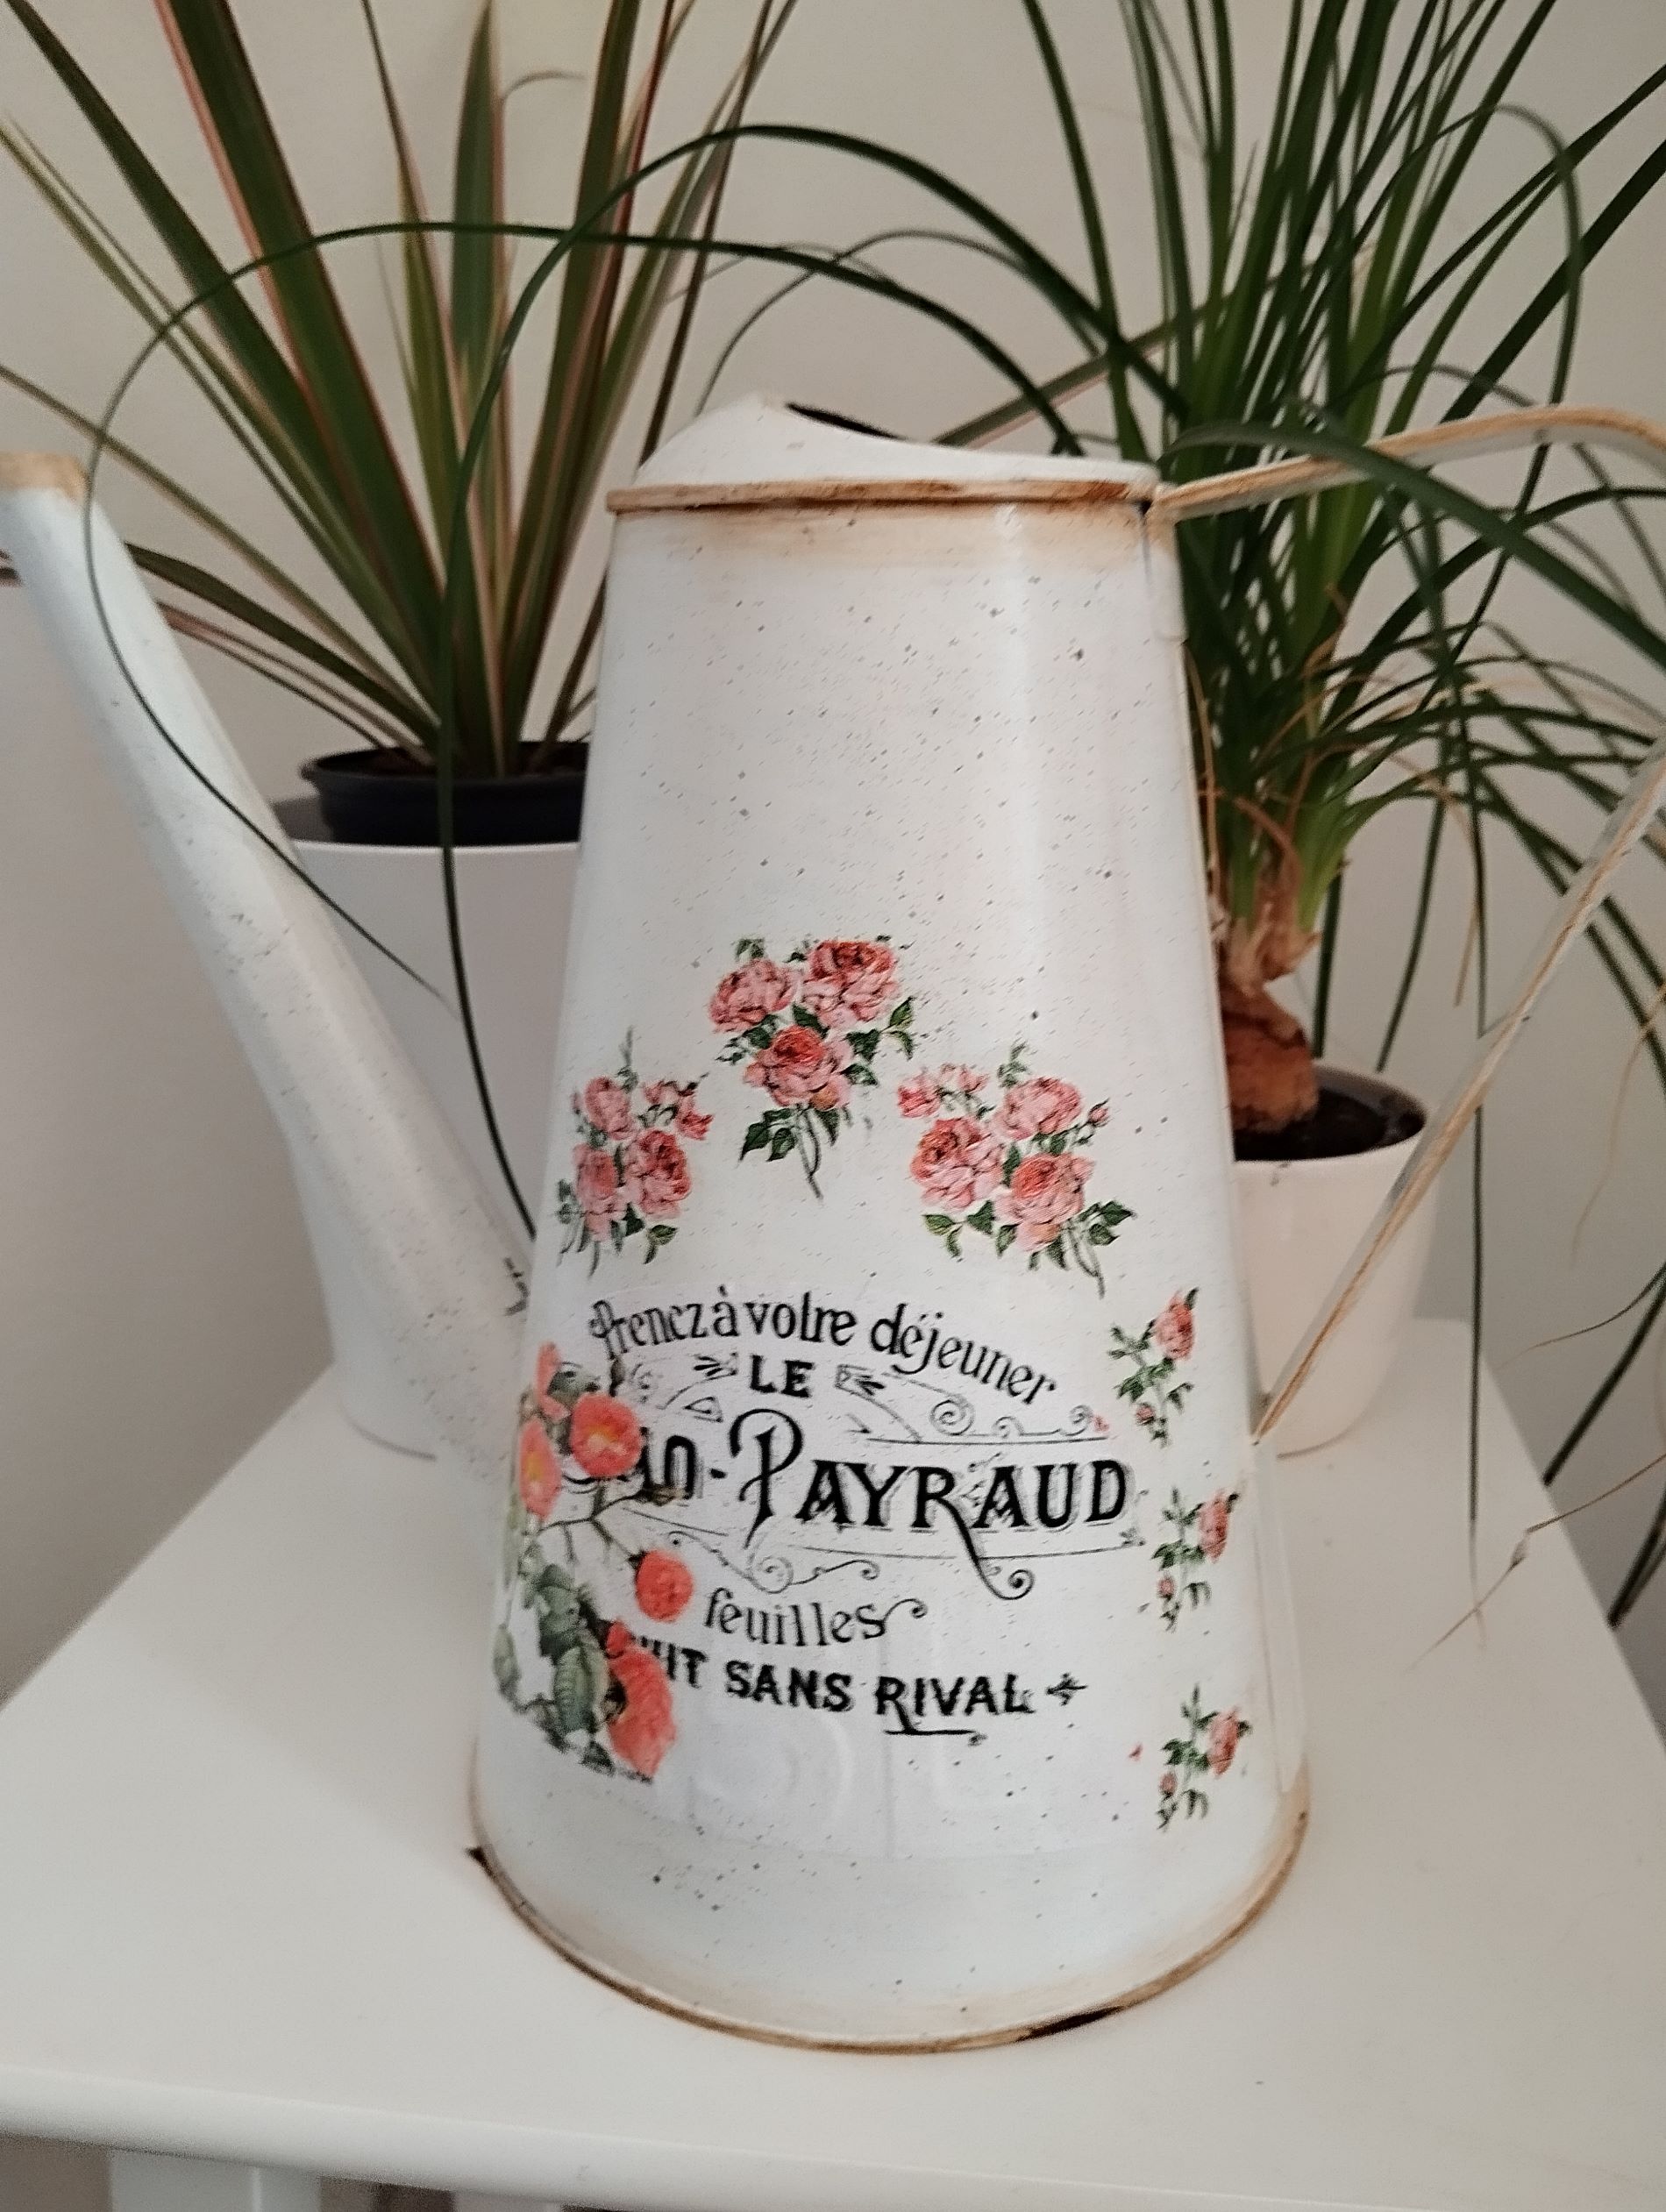 Prenez à votre déjeuner
LE
PAYRAUD
feuilles
SANS RIVAL